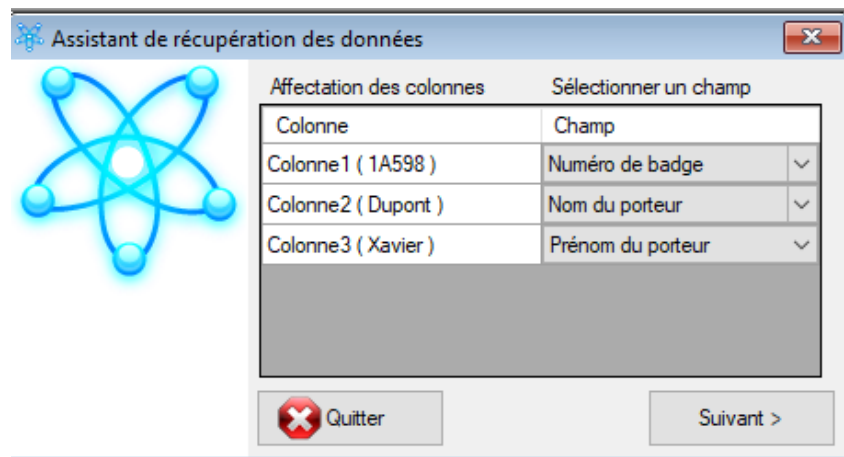 Assistant de récupération des données
Affectation des colonnes Sélectionner un champ
Colonne Champ
Colonne1 ( 1A598 ) Numéro de badge
Colonne2 ( Dupont ) Nom du porteur
Colonne3 ( Xavier ) Prénom du porteur
Quitter Suivant >